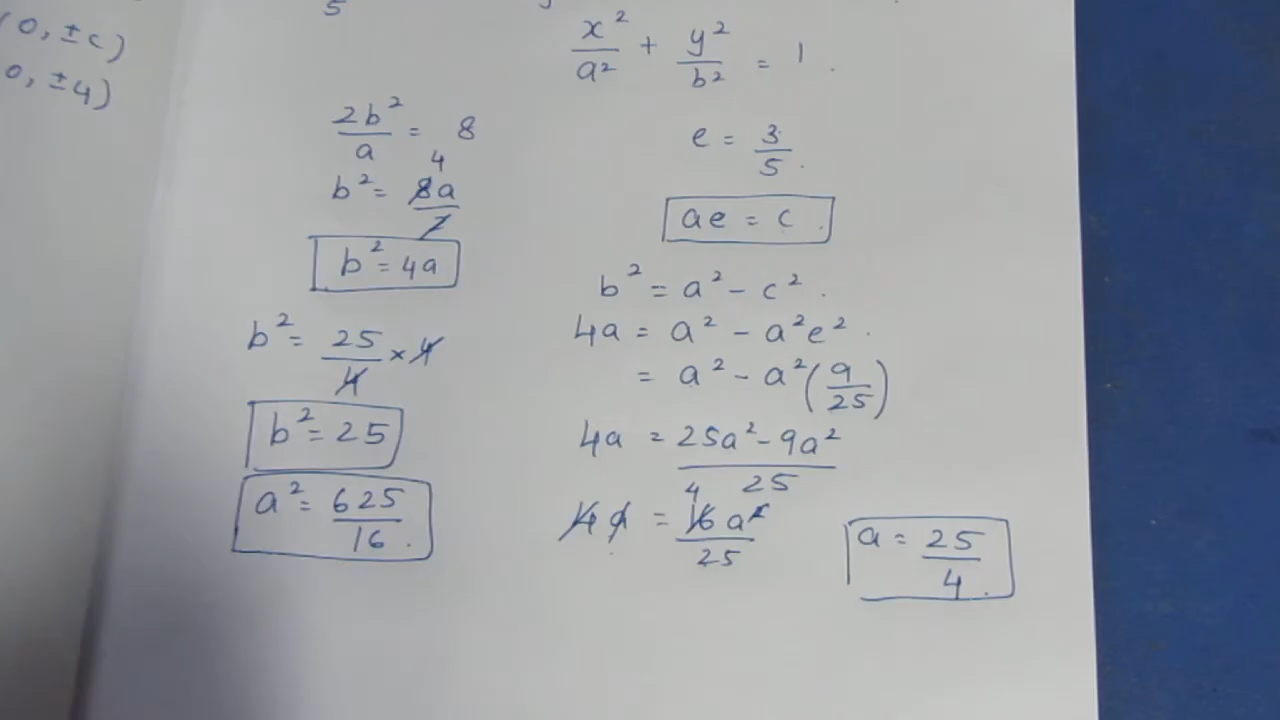 (0, ±c)
0, ±4)
5
x²/a² + y²/b² = 1.
2b²/a = 8
b² = 8a/2 4
b² = 4a
b² = 25/4 × 4
b² = 25
a² = 625/16.
e = 3/5.
ae = c.
b² = a² - c².
4a = a² - a²e².
= a² - a²(9/25)
4a = 25a² - 9a²/25
4a = 16a²/25 4
a = 25/4.